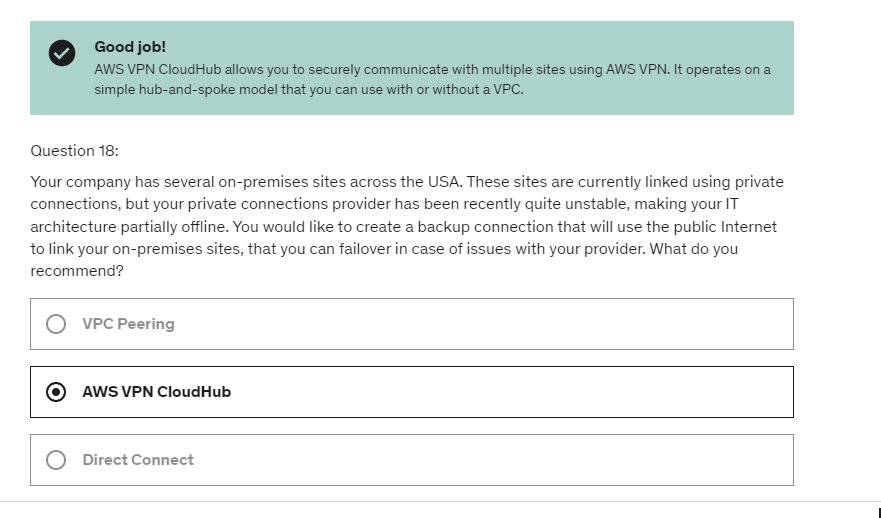 Good job!
AWS VPN CloudHub allows you to securely communicate with multiple sites using AWS VPN. It operates on a
simple hub-and-spoke model that you can use with or without a VPC.
Question 18:
Your company has several on-premises sites across the USA. These sites are currently linked using private
connections, but your private connections provider has been recently quite unstable, making your IT
architecture partially offline. You would like to create a backup connection that will use the public Internet
to link your on-premises sites, that you can failover in case of issues with your provider. What do you
recommend?
VPC Peering
AWS VPN CloudHub
Direct Connect